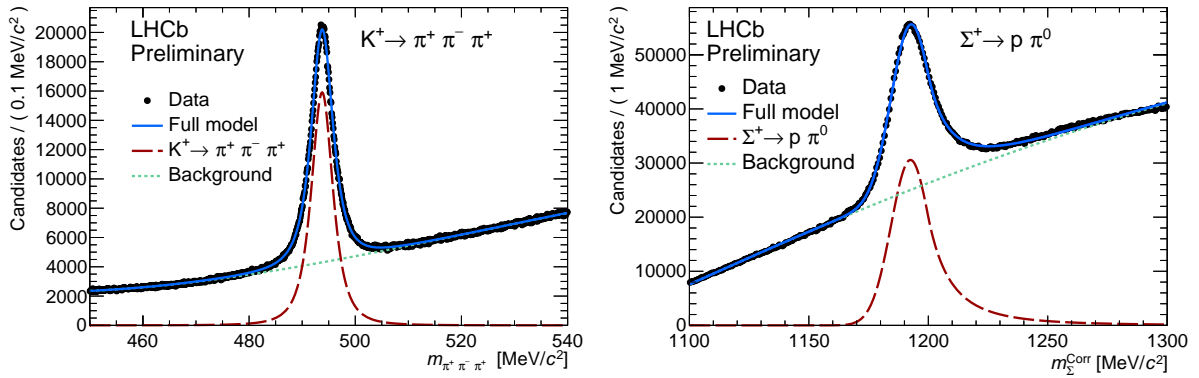 LHCb
Preliminary
K⁺→ π⁺ π⁻ π⁺
Data
Full model
K⁺→ π⁺ π⁻ π⁺
Background
Candidates / ( 0.1 MeV/c² )
20000
18000
16000
14000
12000
10000
8000
6000
4000
2000
0
460 480 500 520 540
m_π⁺ π⁻ π⁺ [MeV/c²]
LHCb
Preliminary
Σ⁺→ p π⁰
Data
Full model
Σ⁺→ p π⁰
Background
Candidates / ( 1 MeV/c² )
50000
40000
30000
20000
10000
0
1100 1150 1200 1250 1300
m_Σ^Corr [MeV/c²]